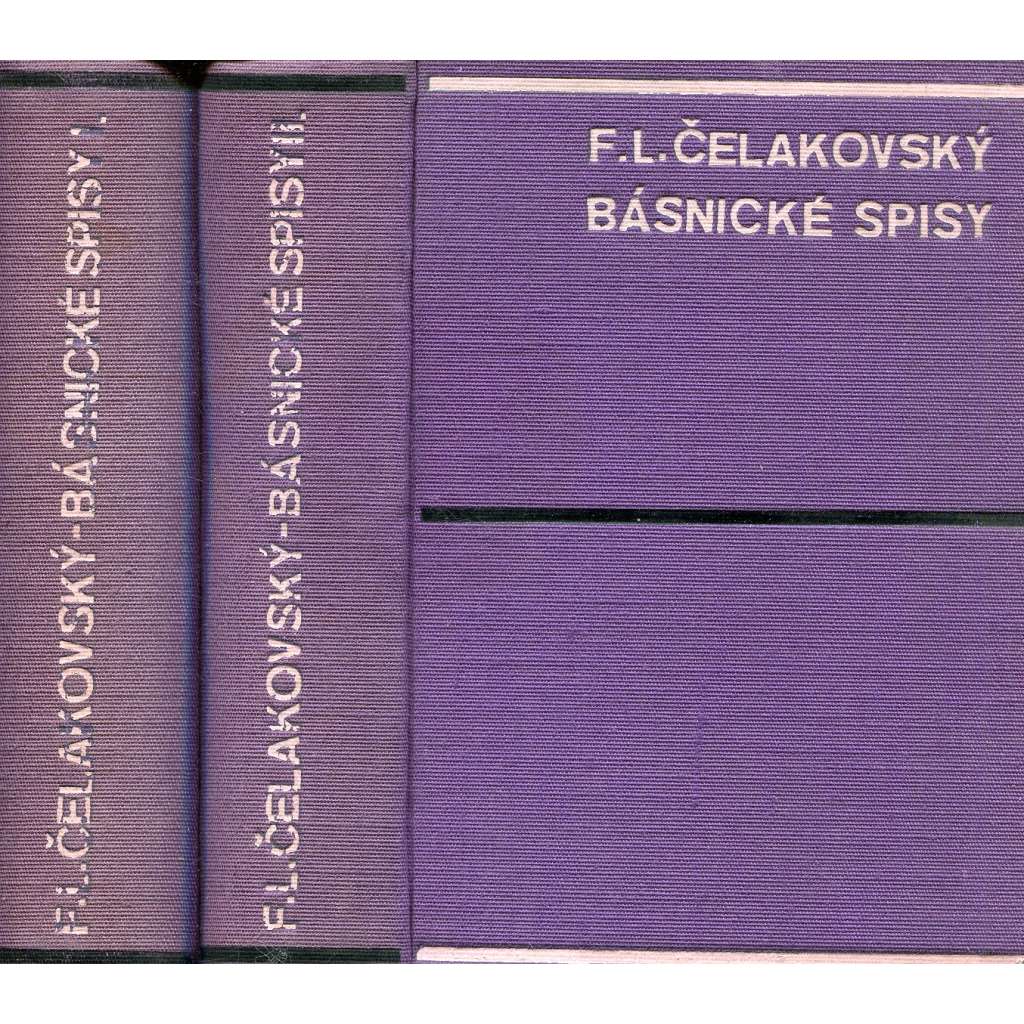 F.L.ČELAKOVSKÝ-BÁSNICKÉ SPISY I.
F.L.ČELAKOVSKÝ-BÁSNICKÉ SPISY II.
F.L.ČELAKOVSKÝ
BÁSNICKÉ SPISY